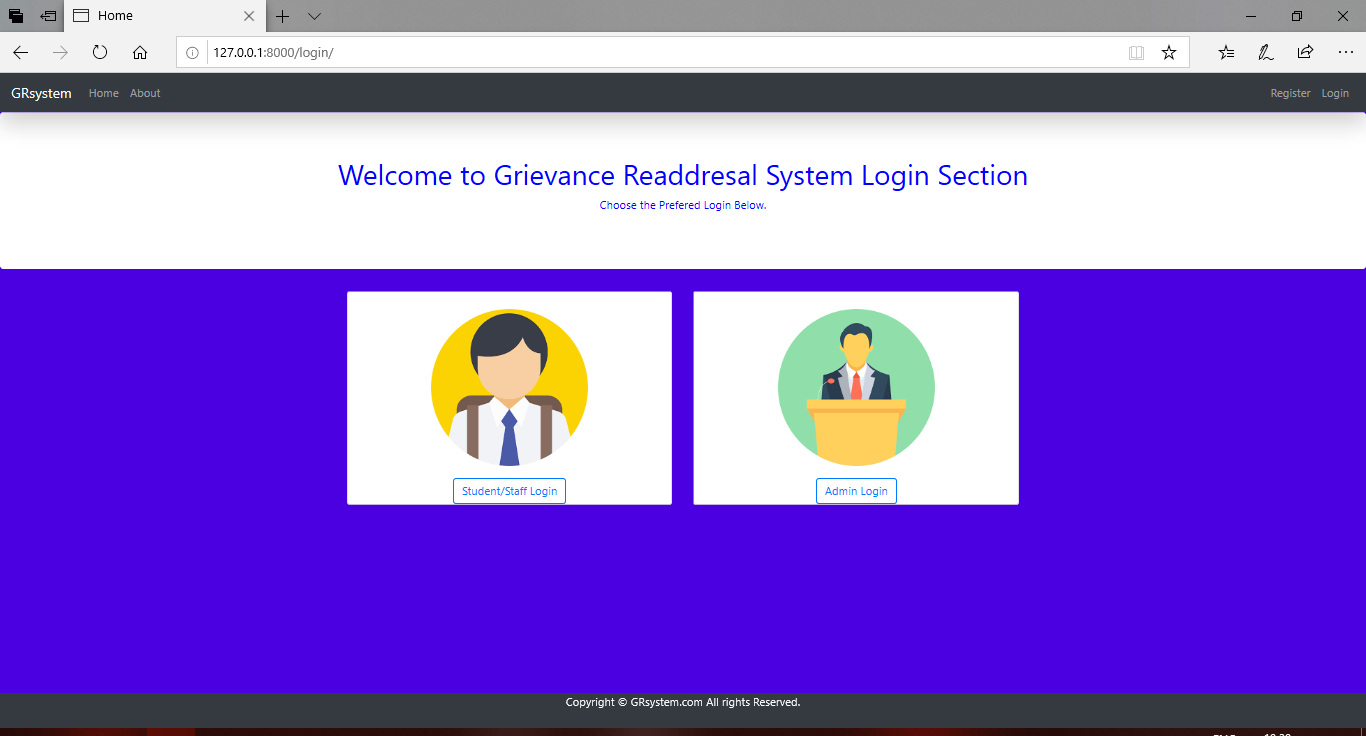 Home
127.0.0.1:8000/login/
GRsystem Home About Register Login
Welcome to Grievance Readdresal System Login Section
Choose the Prefered Login Below.
Student/Staff Login
Admin Login
Copyright © GRsystem.com All rights Reserved.